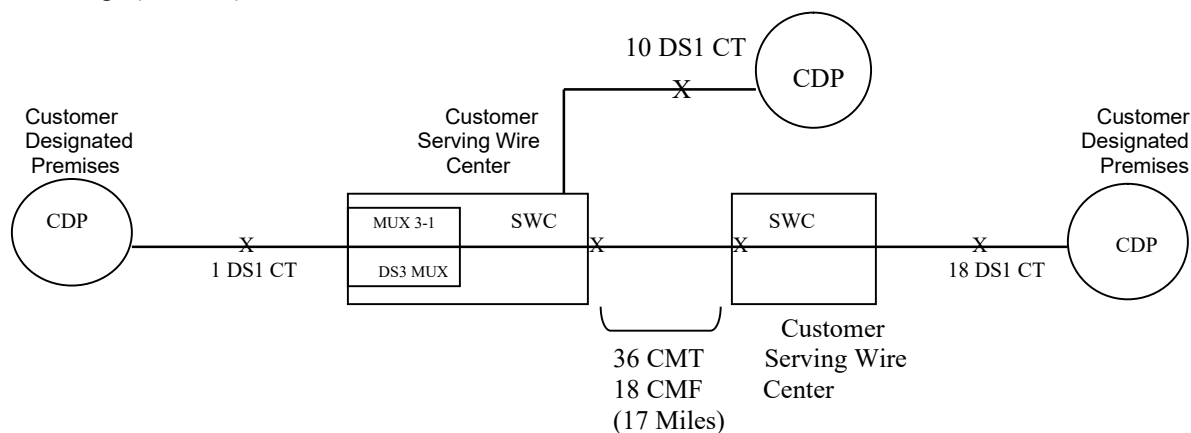 10 DS1 CT
CDP
X
Customer
Designated
Premises
Customer
Serving Wire
Center
Customer
Designated
Premises
CDP
MUX 3-1
SWC
SWC
CDP
X
X
X
X
1 DS1 CT
DS3 MUX
18 DS1 CT
36 CMT
18 CMF
(17 Miles)
Customer
Serving Wire
Center